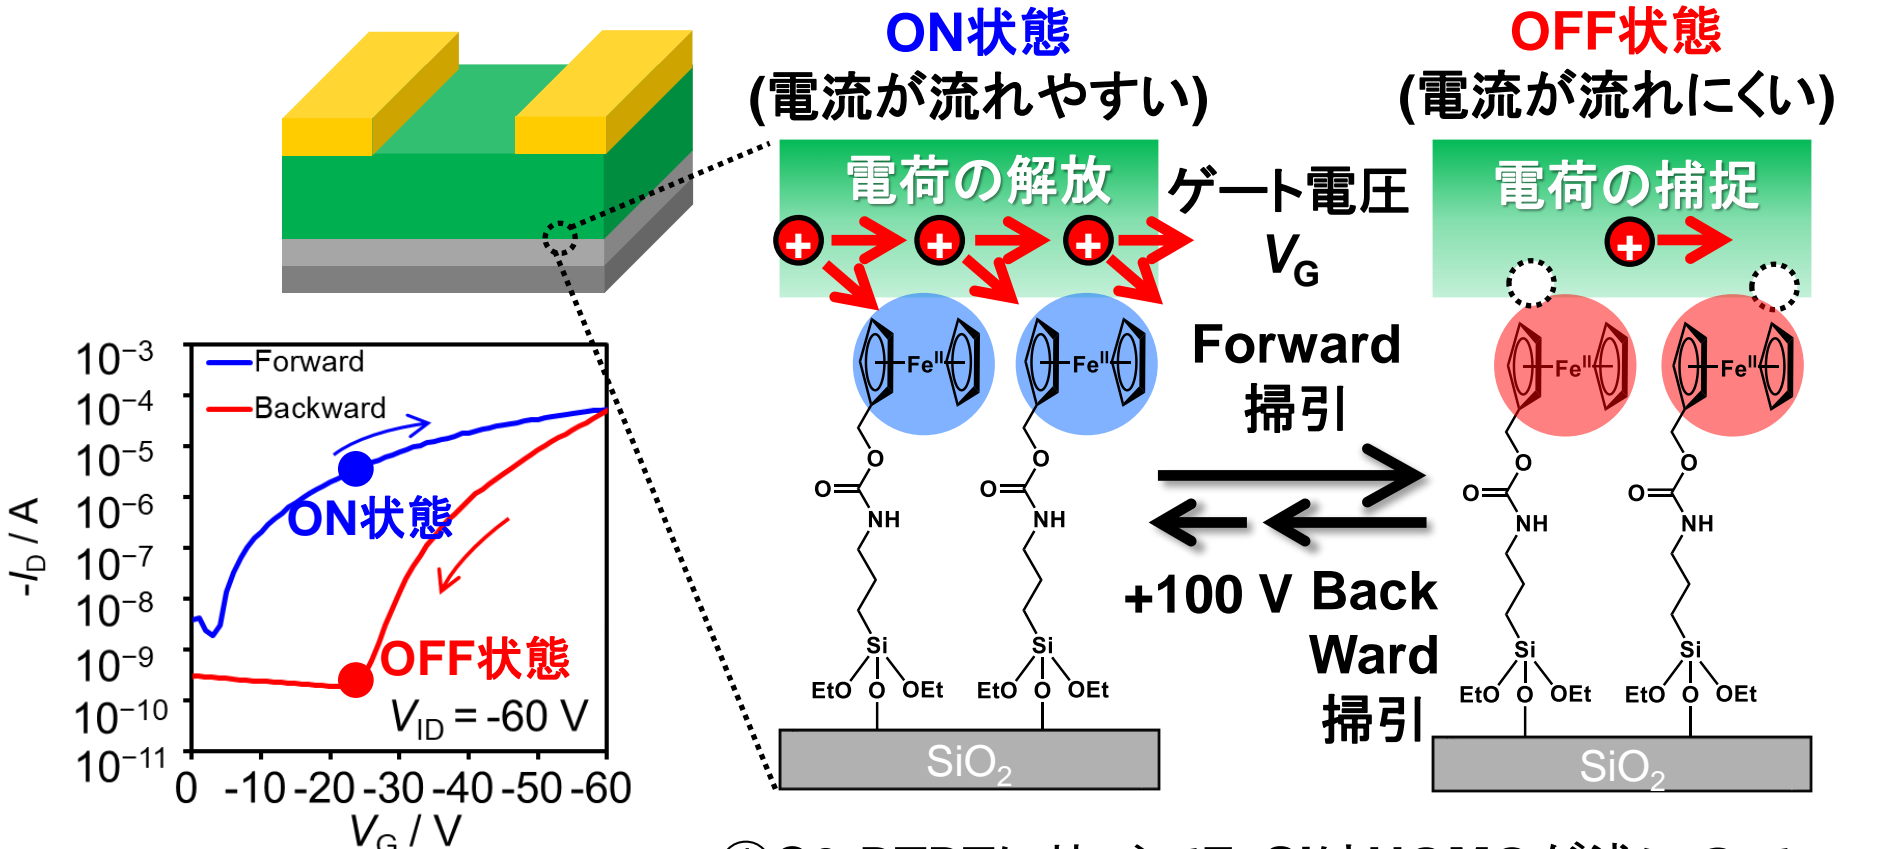 ON状態
(電流が流れやすい)
OFF状態
(電流が流れにくい)
電荷の解放
+ + +
ゲート電圧
VG
電荷の捕捉
+
FeII FeII
Forward
掃引
FeII FeII
O O
O O
NH NH
O O
O O
NH NH
+100 V
Back
Ward
掃引
Si Si
EtO O OEt EtO O OEt
SiO2
Si Si
EtO O OEt EtO O OEt
SiO2
10−3
10−4
10−5
10−6
10−7
10−8
10−9
10−10
10−11
-ID / A
Forward
Backward
ON状態
OFF状態
VID = -60 V
0 -10 -20 -30 -40 -50 -60
VG / V